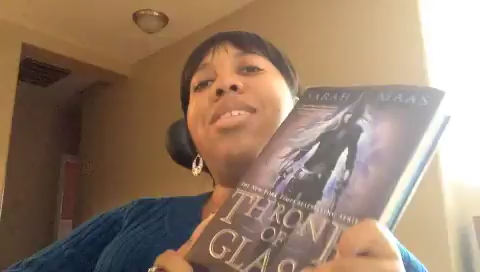 SARAH J. MAAS
THE NEW YORK TIMES BESTSELLING SERIES
THRONE
OF
GLASS